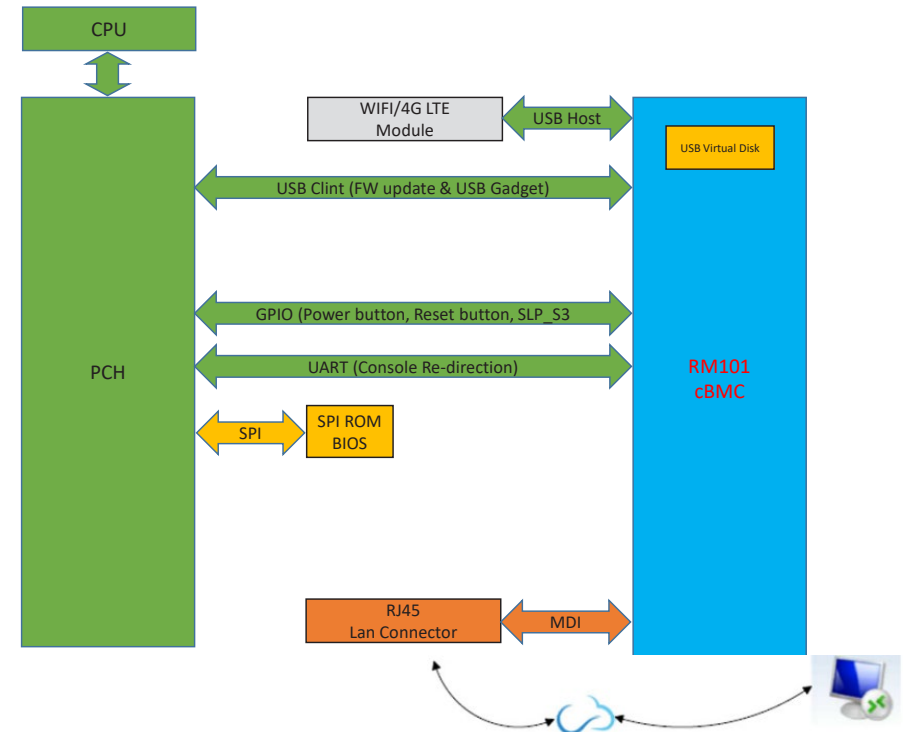 CPU
WIFI/4G LTE
Module
USB Host
USB Virtual Disk
USB Clint (FW update & USB Gadget)
GPIO (Power button, Reset button, SLP_S3
PCH
UART (Console Re-direction)
RM101
cBMC
SPI
SPI ROM
BIOS
RJ45
Lan Connector
MDI